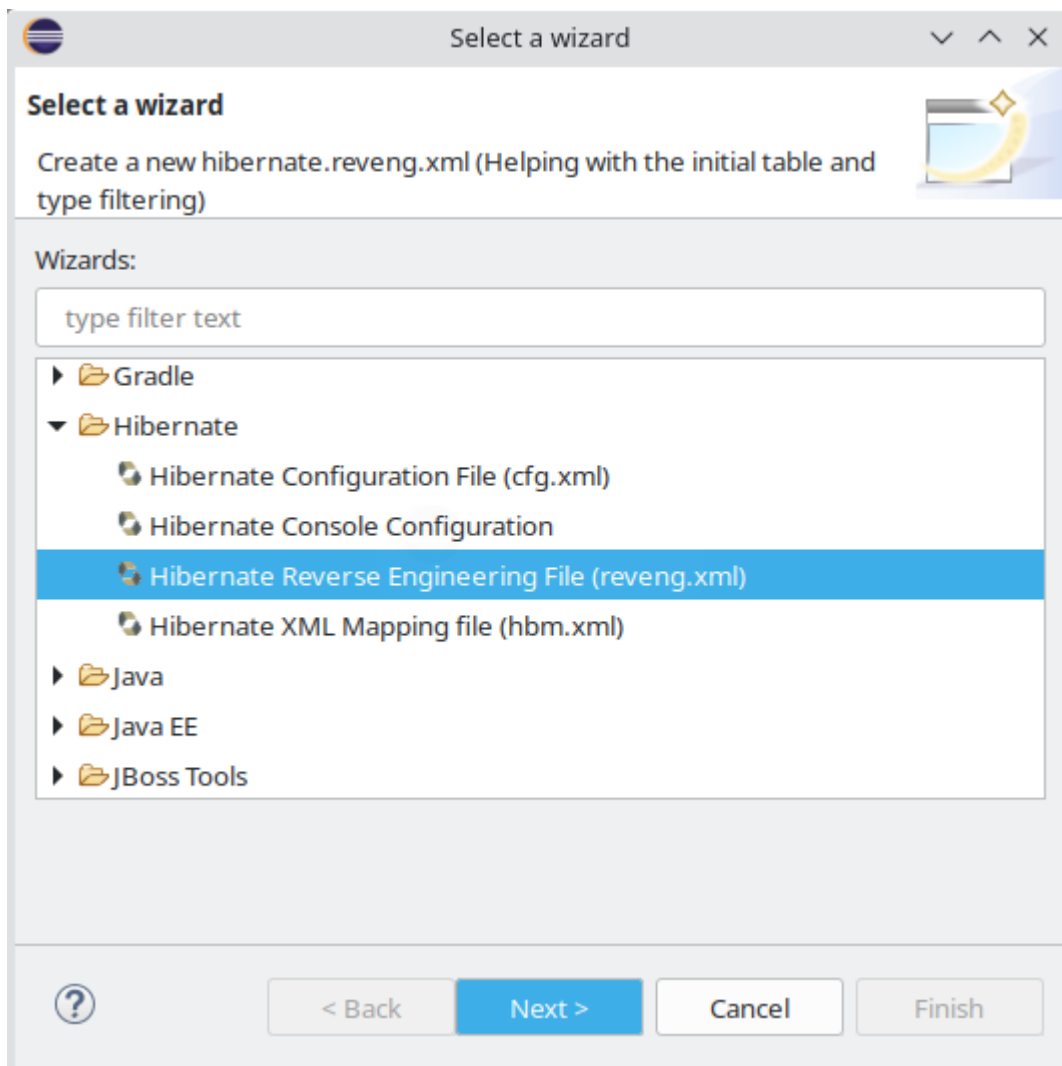 Select a wizard
Select a wizard
Create a new hibernate.reveng.xml (Helping with the initial table and
type filtering)
Wizards:
type filter text
Gradle
Hibernate
Hibernate Configuration File (cfg.xml)
Hibernate Console Configuration
Hibernate Reverse Engineering File (reveng.xml)
Hibernate XML Mapping file (hbm.xml)
Java
Java EE
JBoss Tools
? < Back Next > Cancel Finish